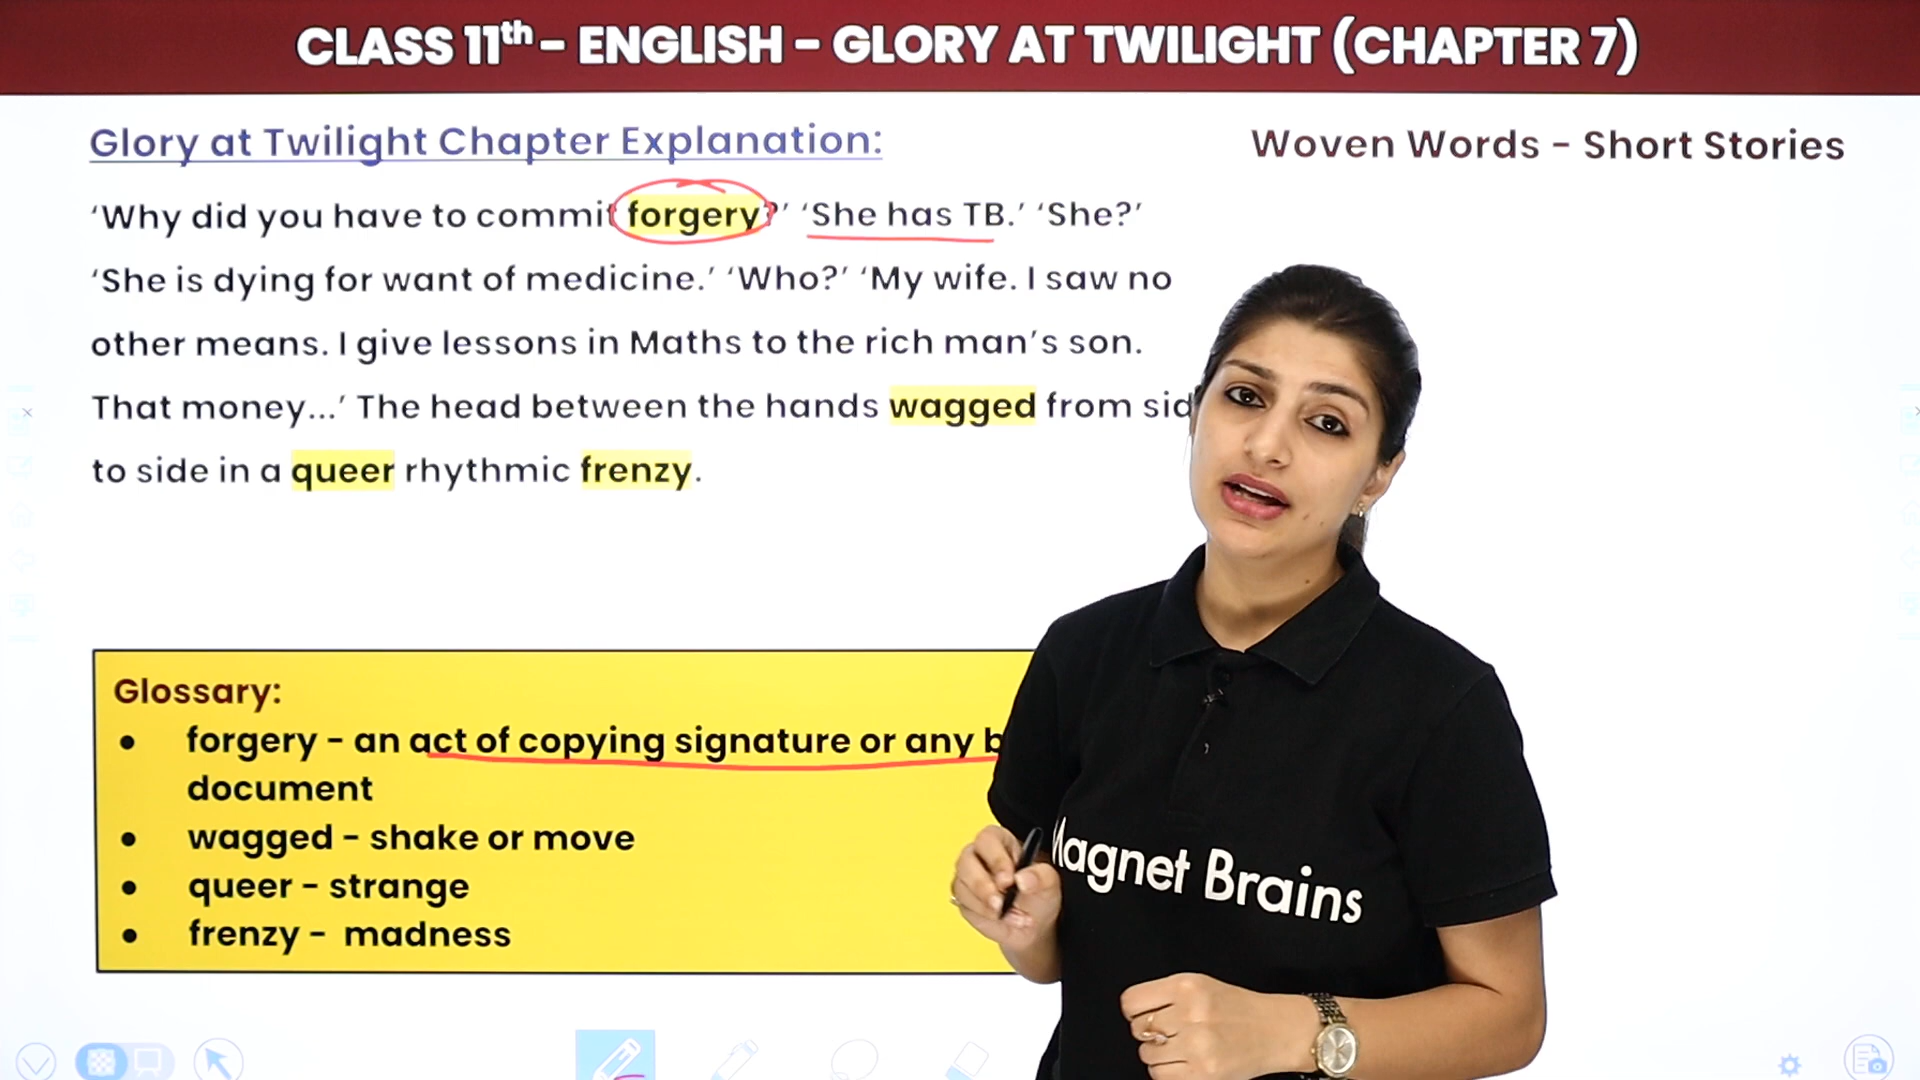 CLASS 11th - ENGLISH - GLORY AT TWILIGHT (CHAPTER 7)
Glory at Twilight Chapter Explanation:
Woven Words - Short Stories
‘Why did you have to commit forgery?’ ‘She has TB.’ ‘She?’
‘She is dying for want of medicine.’ ‘Who?’ ‘My wife. I saw no
other means. I give lessons in Maths to the rich man’s son.
That money...’ The head between the hands wagged from sid
to side in a queer rhythmic frenzy.
Glossary:
● forgery - an act of copying signature or any b
document
● wagged - shake or move
● queer - strange
● frenzy - madness
Magnet Brains